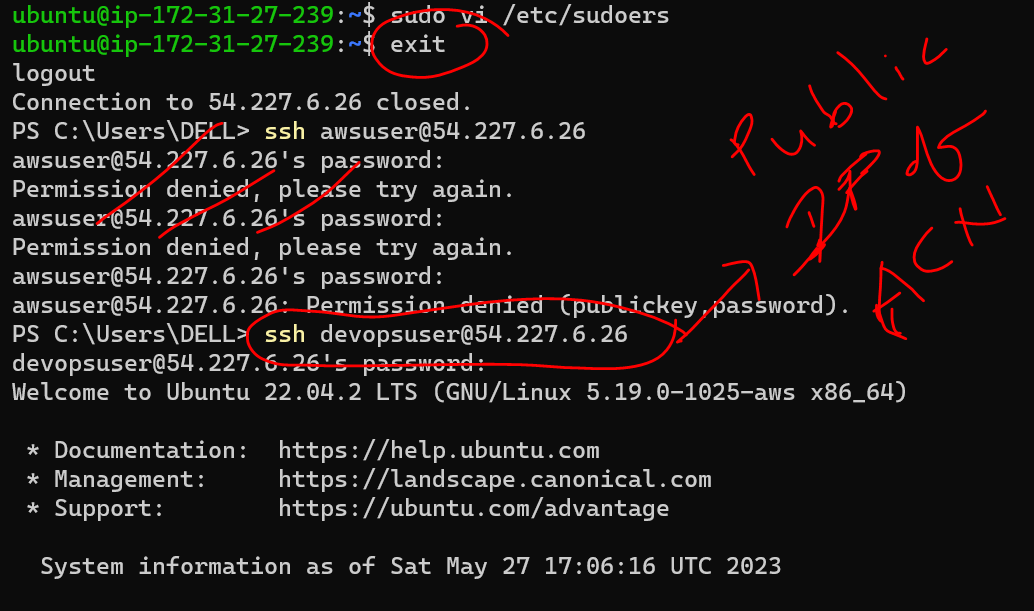 ubuntu@ip-172-31-27-239:~$ sudo vi /etc/sudoers
ubuntu@ip-172-31-27-239:~$ exit
logout
Connection to 54.227.6.26 closed.
PS C:\Users\DELL> ssh awsuser@54.227.6.26
awsuser@54.227.6.26's password:
Permission denied, please try again.
awsuser@54.227.6.26's password:
Permission denied, please try again.
awsuser@54.227.6.26's password:
awsuser@54.227.6.26: Permission denied (publickey,password).
PS C:\Users\DELL> ssh devopsuser@54.227.6.26
devopsuser@54.227.6.26's password:
Welcome to Ubuntu 22.04.2 LTS (GNU/Linux 5.19.0-1025-aws x86_64)
* Documentation:  https://help.ubuntu.com
* Management:     https://landscape.canonical.com
* Support:        https://ubuntu.com/advantage
System information as of Sat May 27 17:06:16 UTC 2023
Public
ip